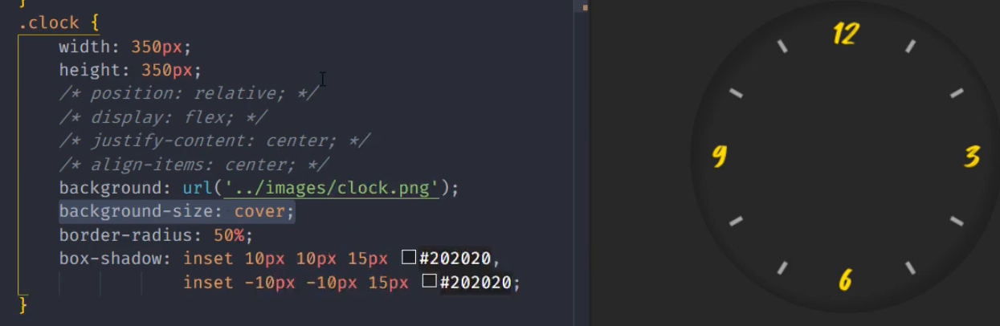 }
.clock {
width: 350px;
height: 350px;
/* position: relative; */
/* display: flex; */
/* justify-content: center; */
/* align-items: center; */
background: url('../images/clock.png');
background-size: cover;
border-radius: 50%;
box-shadow: inset 10px 10px 15px #202020,
inset -10px -10px 15px #202020;
}
12
9
3
6